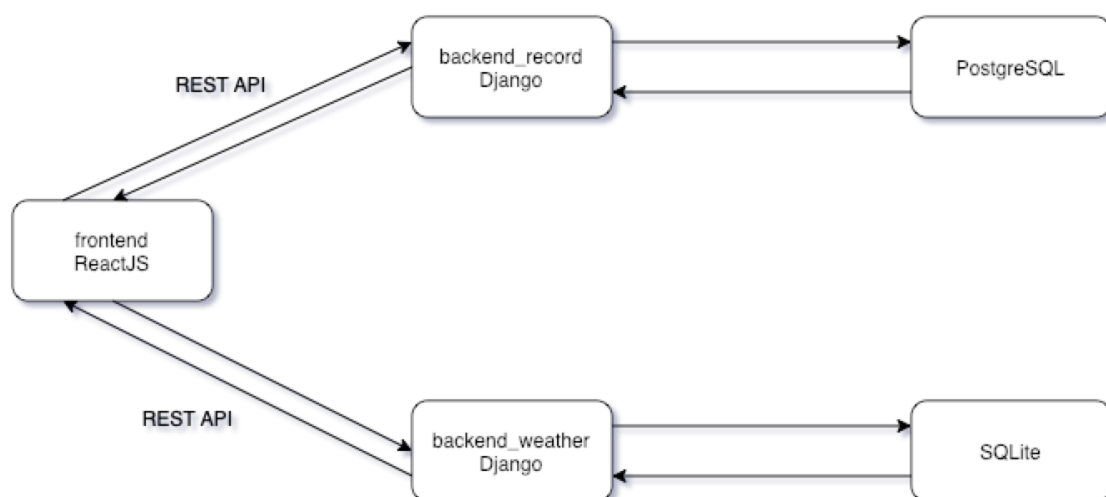 backend_record
Django
PostgreSQL
REST API
frontend
ReactJS
REST API
backend_weather
Django
SQLite